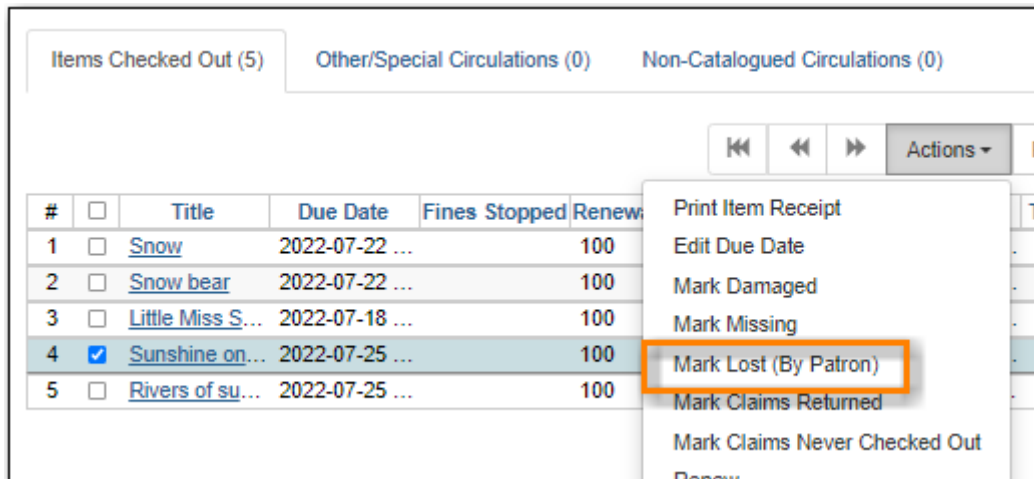 Items Checked Out (5) Other/Special Circulations (0) Non-Catalogued Circulations (0)
Actions
# Title Due Date Fines Stopped Renewa
1 Snow 2022-07-22 ... 100
2 Snow bear 2022-07-22 ... 100
3 Little Miss S... 2022-07-18 ... 100
4 Sunshine on... 2022-07-25 ... 100
5 Rivers of su... 2022-07-25 ... 100
Print Item Receipt
Edit Due Date
Mark Damaged
Mark Missing
Mark Lost (By Patron)
Mark Claims Returned
Mark Claims Never Checked Out
Renew